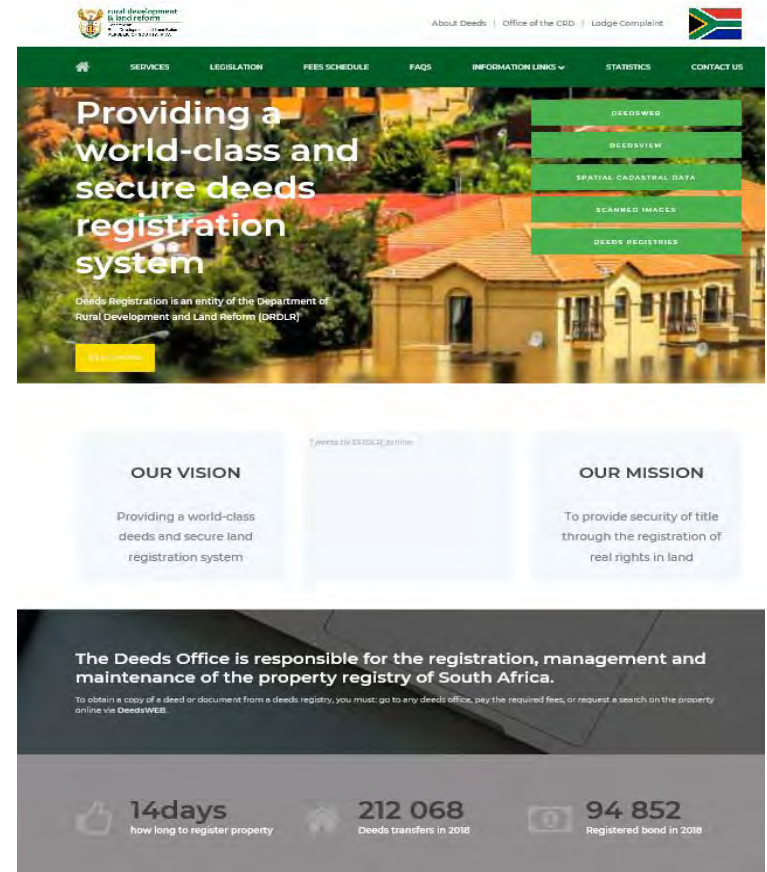 rural development
& land reform
About Deeds | Office of the CRD | Lodge Complaint
SERVICES LEGISLATION FEES SCHEDULE FAQS INFORMATION LINKS STATISTICS CONTACT US
Providing a
world-class and
secure deeds
registration
system
Deeds Registration is an entity of the Department of
Rural Development and Land Reform (DRDLR)
DEEDSWEB
DEEDSVIEW
SPATIAL CADASTRAL DATA
SCANNED IMAGES
DEEDS REGISTRIES
OUR VISION
Providing a world-class
deeds and secure land
registration system
Tweets by DRDLR_online
OUR MISSION
To provide security of title
through the registration of
real rights in land
The Deeds Office is responsible for the registration, management and
maintenance of the property registry of South Africa.
To obtain a copy of a deed or document from a deeds registry, you must: go to any deeds office, pay the required fees, or request a search on the property
online via DeedsWEB.
14days
how long to register property
212 068
Deeds transfers in 2018
94 852
Registered bond in 2018